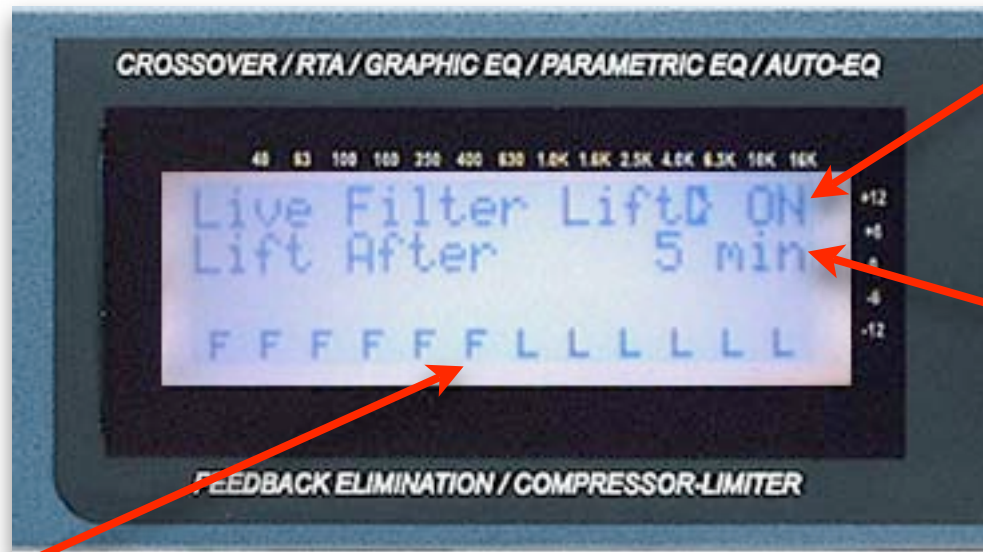 CROSSOVER / RTA / GRAPHIC EQ / PARAMETRIC EQ / AUTO-EQ
40 63 100 160 250 400 630 1.0K 1.6K 2.5K 4.0K 6.3K 10K 16K
Live Filter Lift ON
Lift After 5 min
F F F F F F L L L L L L
+12
+6
0
-6
-12
FEEDBACK ELIMINATION / COMPRESSOR-LIMITER